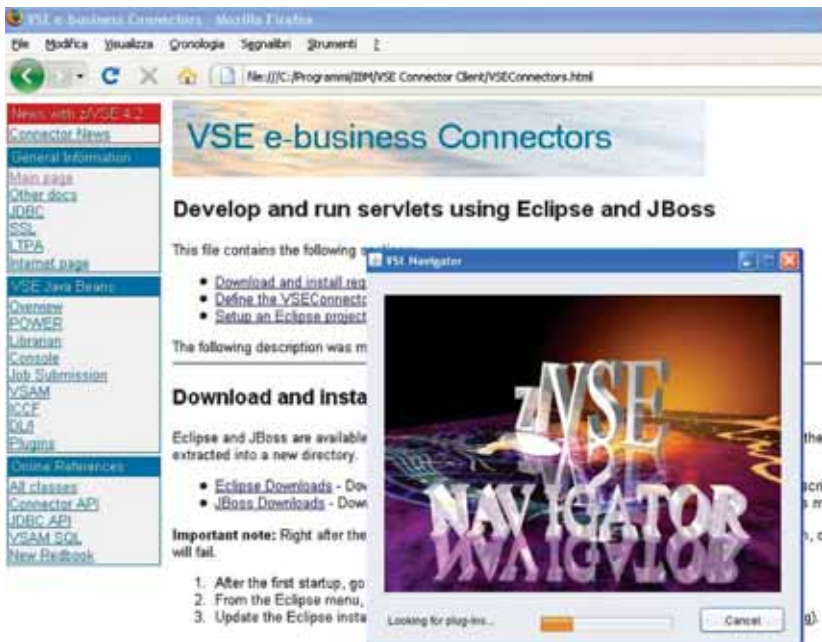 VSE e-business Connectors - Mozilla Firefox
File Modifica Visualizza Cronologia Segnalibri Strumenti ?
file:///C:/Programmi/IBM/VSE Connector Client/VSEConnectors.html
News with z/VSE 4.2
Connector News
General Information
Main page
Other docs
JDBC
SSL
LTPA
Internet page
VSE Java Beans
Overview
POWER
Librarian
Console
Job Submission
VSAM
ICCF
DL/I
Plugins
Online References
All classes
Connector API
JDBC API
VSAM SQL
New Redbook
VSE e-business Connectors
Develop and run servlets using Eclipse and JBoss
This file contains the following
Download and install req
Define the VSEConnecto
Setup an Eclipse project
The following description was m
Download and insta
Eclipse and JBoss are available
extracted into a new directory.
Eclipse Downloads - Dow
JBoss Downloads - Down
Important note: Right after the
will fail.
1. After the first startup, go
2. From the Eclipse menu,
3. Update the Eclipse insta
VSE Navigator
z/VSE
NAVIGATOR
Looking for plug-ins...
Cancel
the